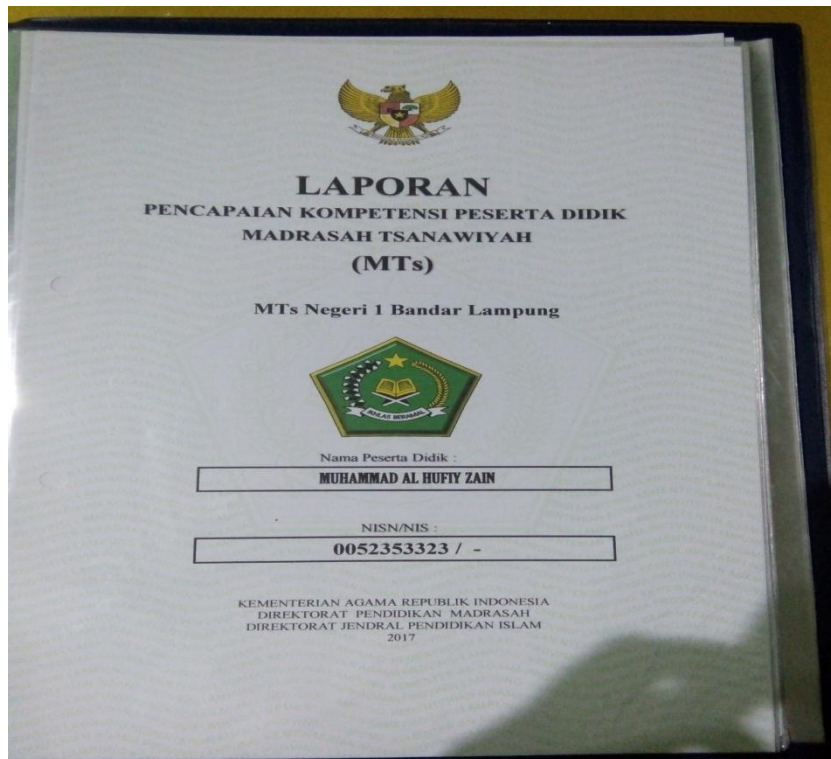 LAPORAN
PENCAPAIAN KOMPETENSI PESERTA DIDIK
MADRASAH TSANAWIYAH
(MTs)
MTs Negeri 1 Bandar Lampung
IKHLAS BERAMAL
Nama Peserta Didik :
MUHAMMAD AL HUFIY ZAIN
NISN/NIS :
0052353323 / -
KEMENTERIAN AGAMA REPUBLIK INDONESIA
DIREKTORAT PENDIDIKAN MADRASAH
DIREKTORAT JENDRAL PENDIDIKAN ISLAM
2017